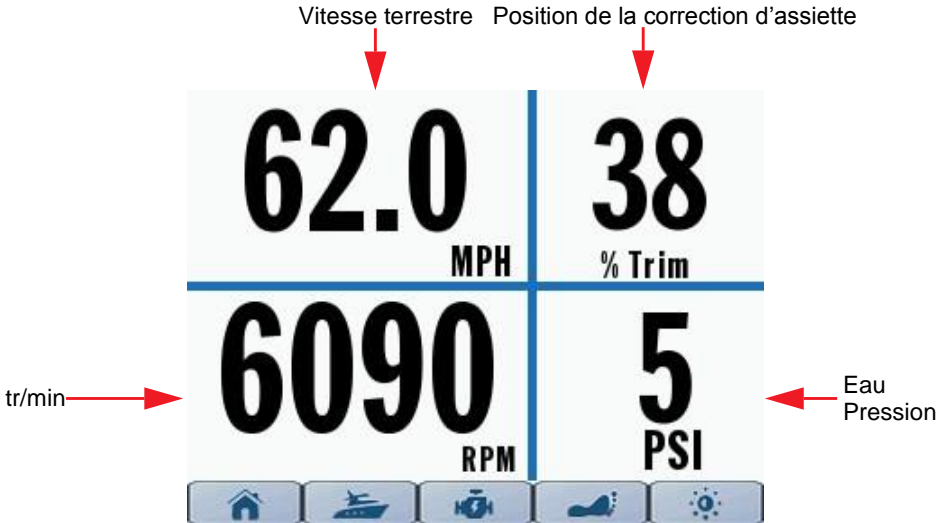 Vitesse terrestre
Position de la correction d’assiette
62.0
MPH
38
% Trim
tr/min
6090
RPM
5
PSI
Eau
Pression